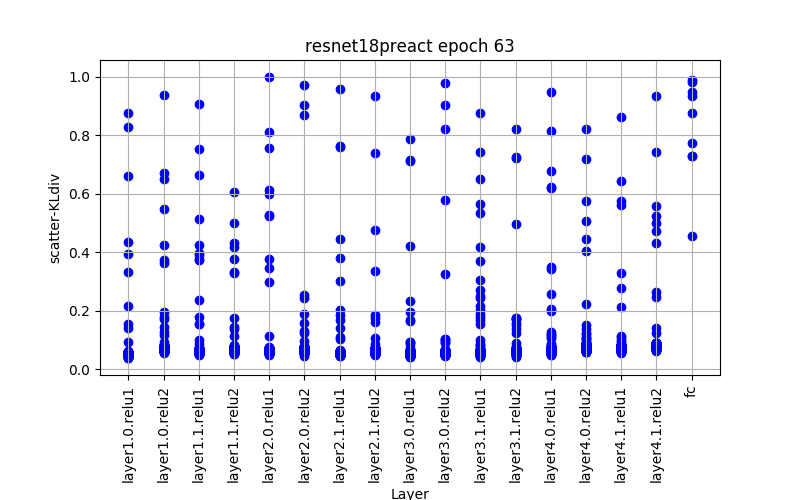 resnet18preact epoch 63
scatter-KLdiv
1.0
0.8
0.6
0.4
0.2
0.0
layer1.0.relu1
layer1.0.relu2
layer1.1.relu1
layer1.1.relu2
layer2.0.relu1
layer2.0.relu2
layer2.1.relu1
layer2.1.relu2
layer3.0.relu1
layer3.0.relu2
layer3.1.relu1
layer3.1.relu2
layer4.0.relu1
layer4.0.relu2
layer4.1.relu1
layer4.1.relu2
fc
Layer